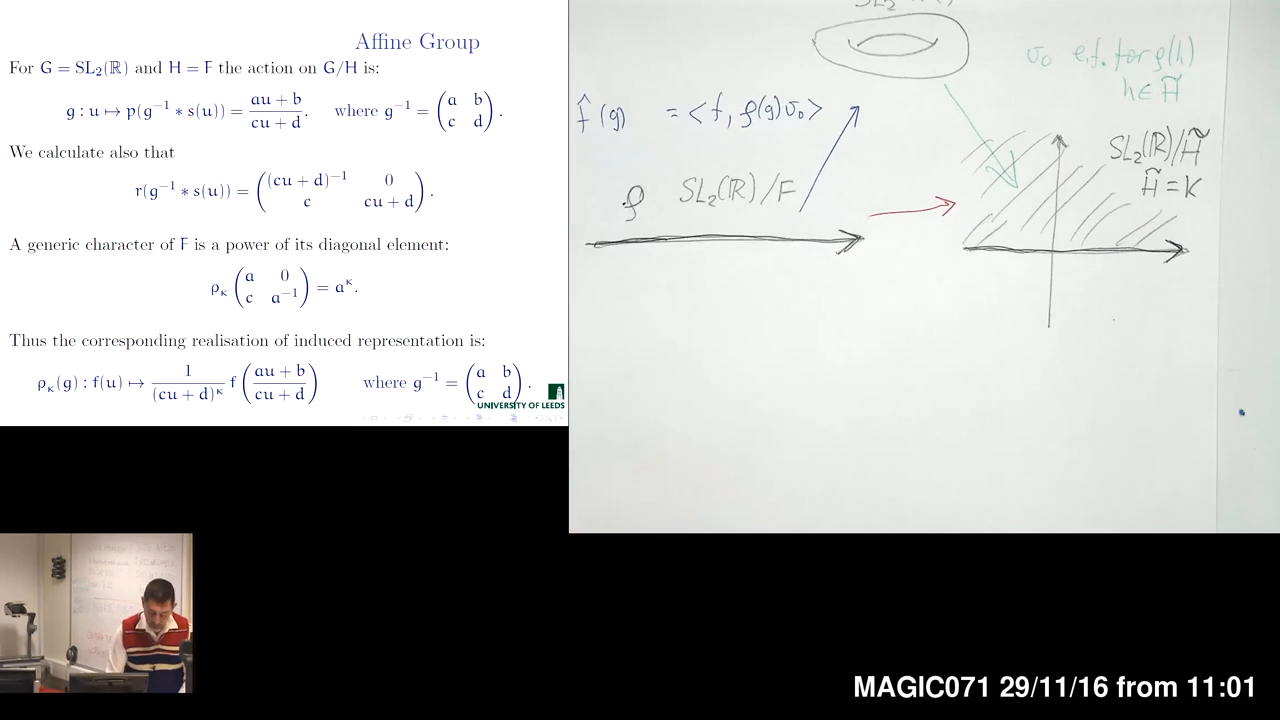 Affine Group
For G = SL₂(ℝ) and H = F the action on G/H is:
g : u ↦ p(g⁻¹ ∗ s(u)) = (au + b)/(cu + d), where g⁻¹ = (a b; c d).
We calculate also that
r(g⁻¹ ∗ s(u)) = ((cu + d)⁻¹ 0; c cu + d).
A generic character of F is a power of its diagonal element:
ρ_κ (a 0; c a⁻¹) = a^κ.
Thus the corresponding realisation of induced representation is:
ρ_κ(g) : f(u) ↦ 1/(cu + d)^κ f((au + b)/(cu + d)) where g⁻¹ = (a b; c d).
UNIVERSITY OF LEEDS
v₀ e.f. for ρ(h)
h ∈ H̃
f̂(g) = <f, ρ(g)v₀>
SL₂(ℝ)/H̃
H̃ = K
ρ SL₂(ℝ)/F
MAGIC071 29/11/16 from 11:01